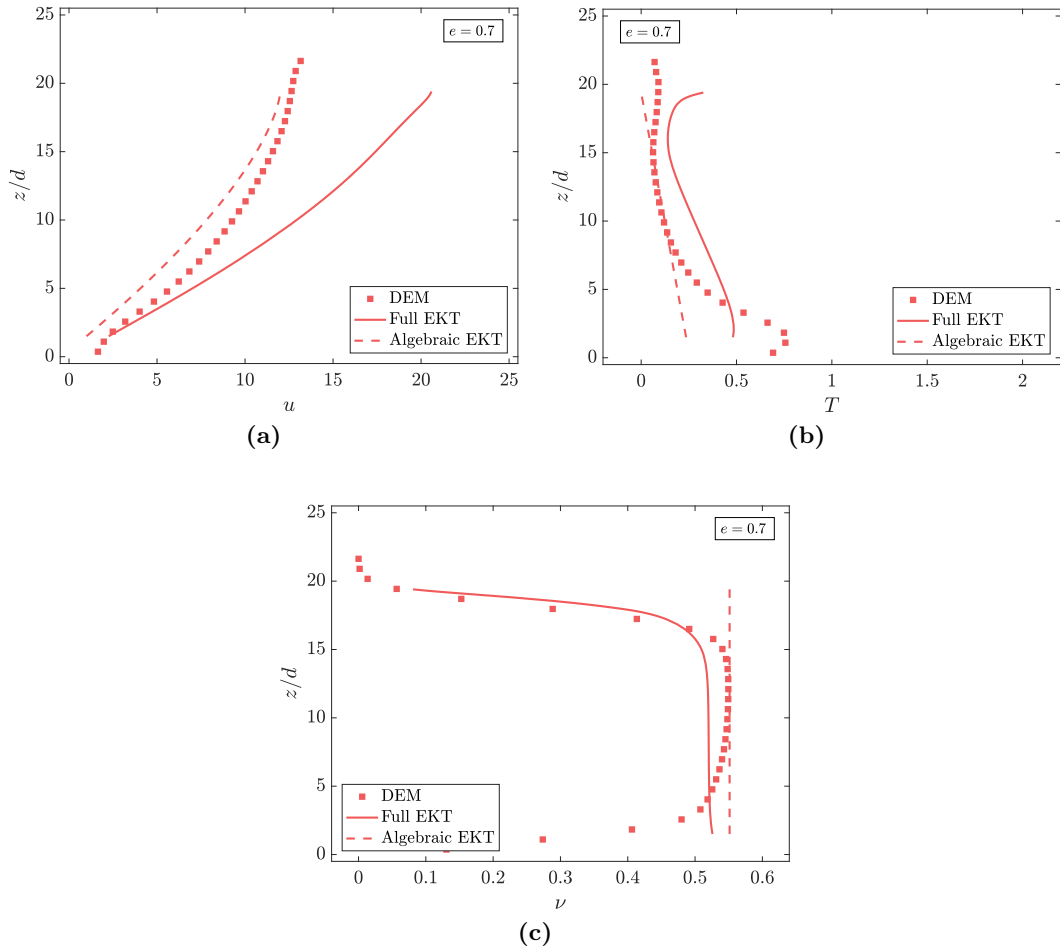 25
20
15
10
5
0
z/d
e = 0.7
DEM
Full EKT
Algebraic EKT
0 5 10 15 20 25
u
(a)
25
20
15
10
5
0
z/d
e = 0.7
DEM
Full EKT
Algebraic EKT
0 0.5 1 1.5 2
T
(b)
25
20
15
10
5
0
z/d
e = 0.7
DEM
Full EKT
Algebraic EKT
0 0.1 0.2 0.3 0.4 0.5 0.6
ν
(c)